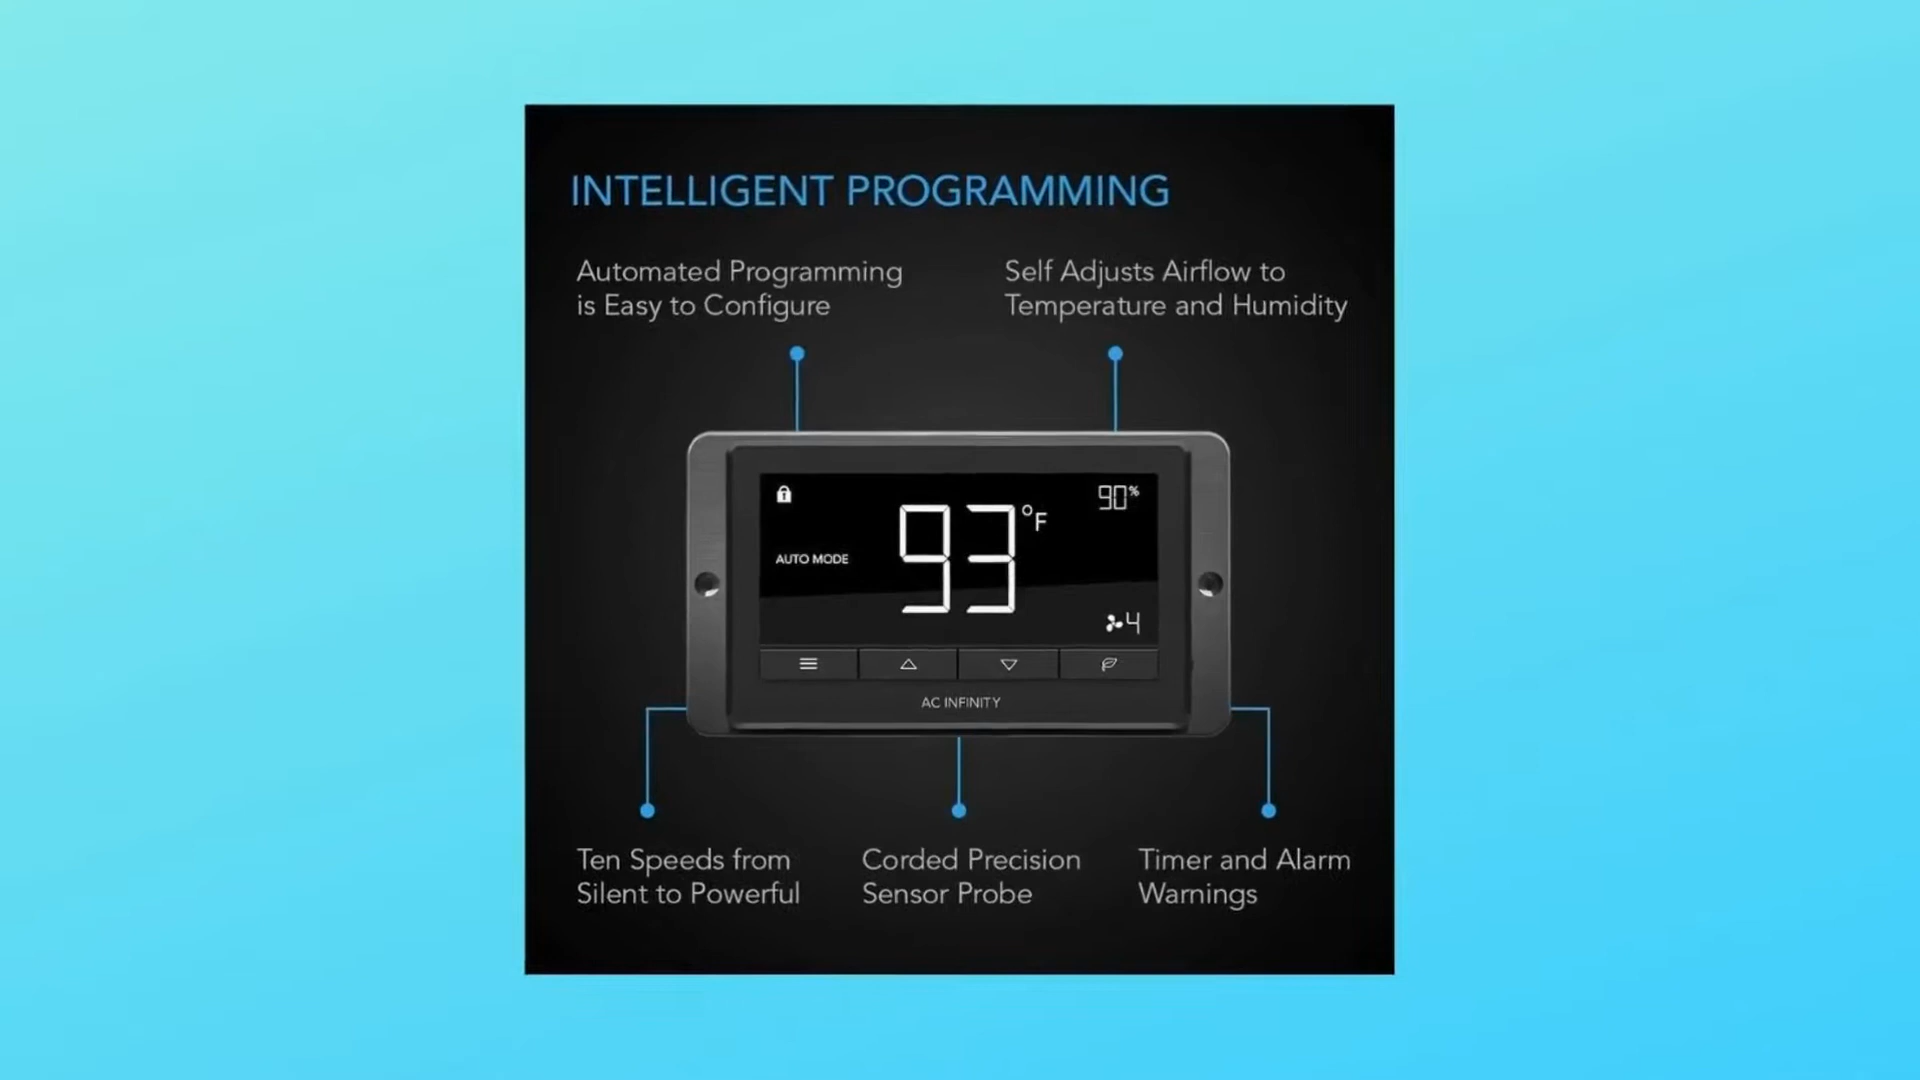 INTELLIGENT PROGRAMMING
Automated Programming
is Easy to Configure
Self Adjusts Airflow to
Temperature and Humidity
90%
93°F
AUTO MODE
4
AC INFINITY
Ten Speeds from
Silent to Powerful
Corded Precision
Sensor Probe
Timer and Alarm
Warnings